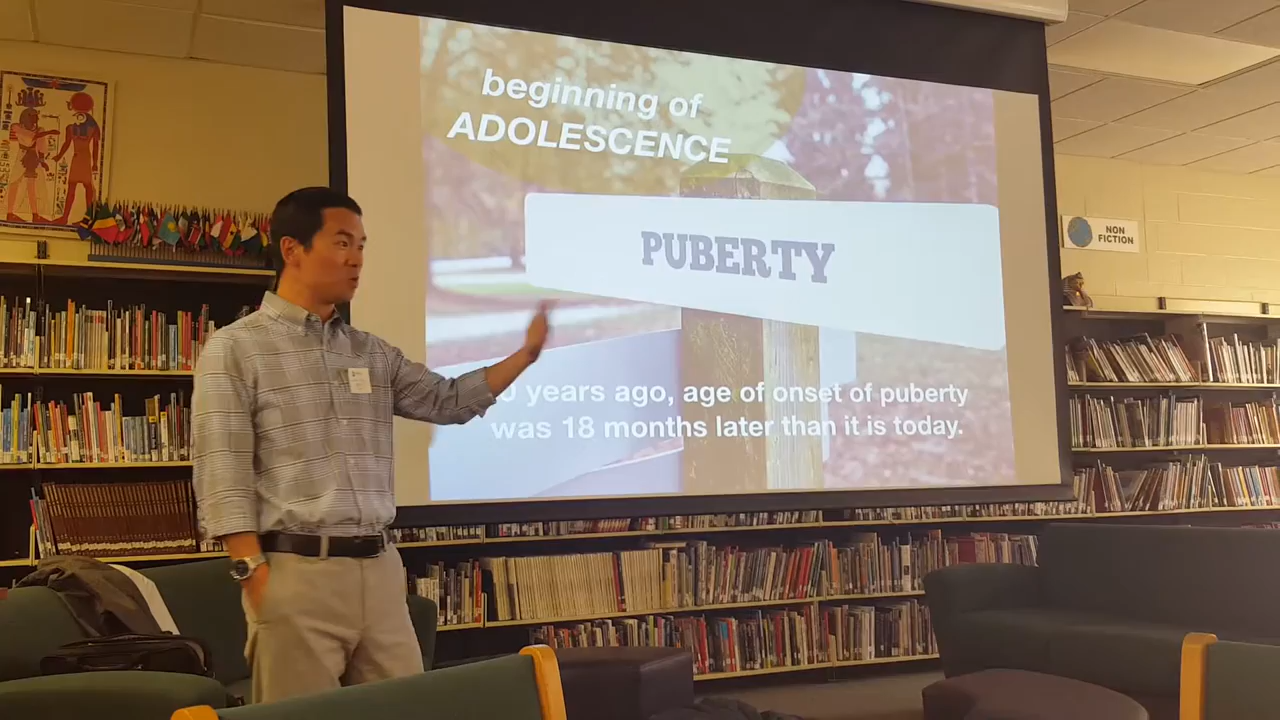 beginning of
ADOLESCENCE
PUBERTY
years ago, age of onset of puberty
was 18 months later than it is today.
NON
FICTION